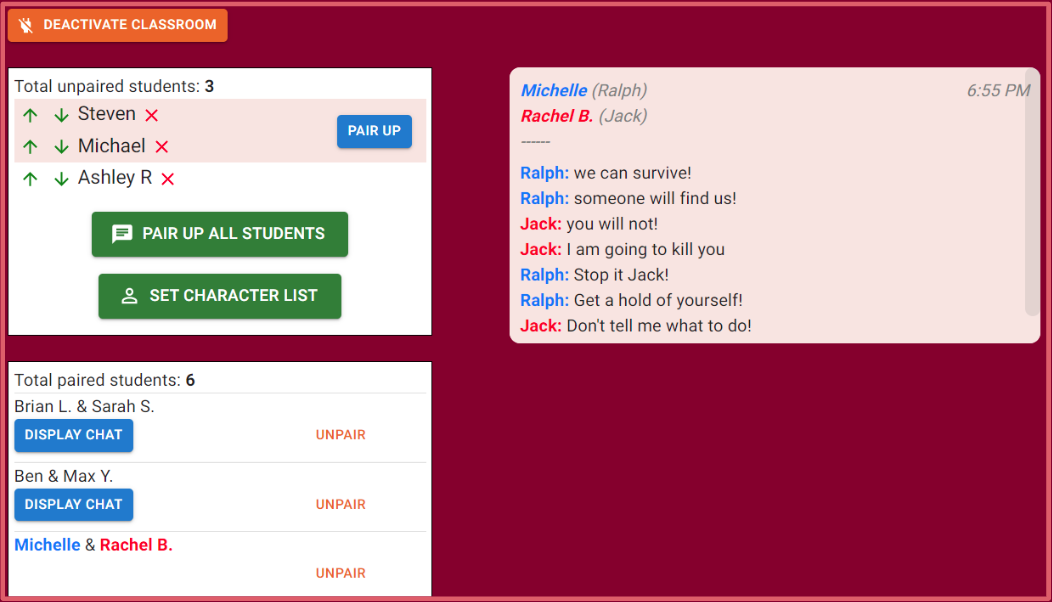 DEACTIVATE CLASSROOM
Total unpaired students: 3
Steven
Michael
PAIR UP
Ashley R
PAIR UP ALL STUDENTS
SET CHARACTER LIST
Total paired students: 6
Brian L. & Sarah S.
DISPLAY CHAT UNPAIR
Ben & Max Y.
DISPLAY CHAT UNPAIR
Michelle & Rachel B.
UNPAIR
Michelle (Ralph) 6:55 PM
Rachel B. (Jack)
------
Ralph: we can survive!
Ralph: someone will find us!
Jack: you will not!
Jack: I am going to kill you
Ralph: Stop it Jack!
Ralph: Get a hold of yourself!
Jack: Don't tell me what to do!